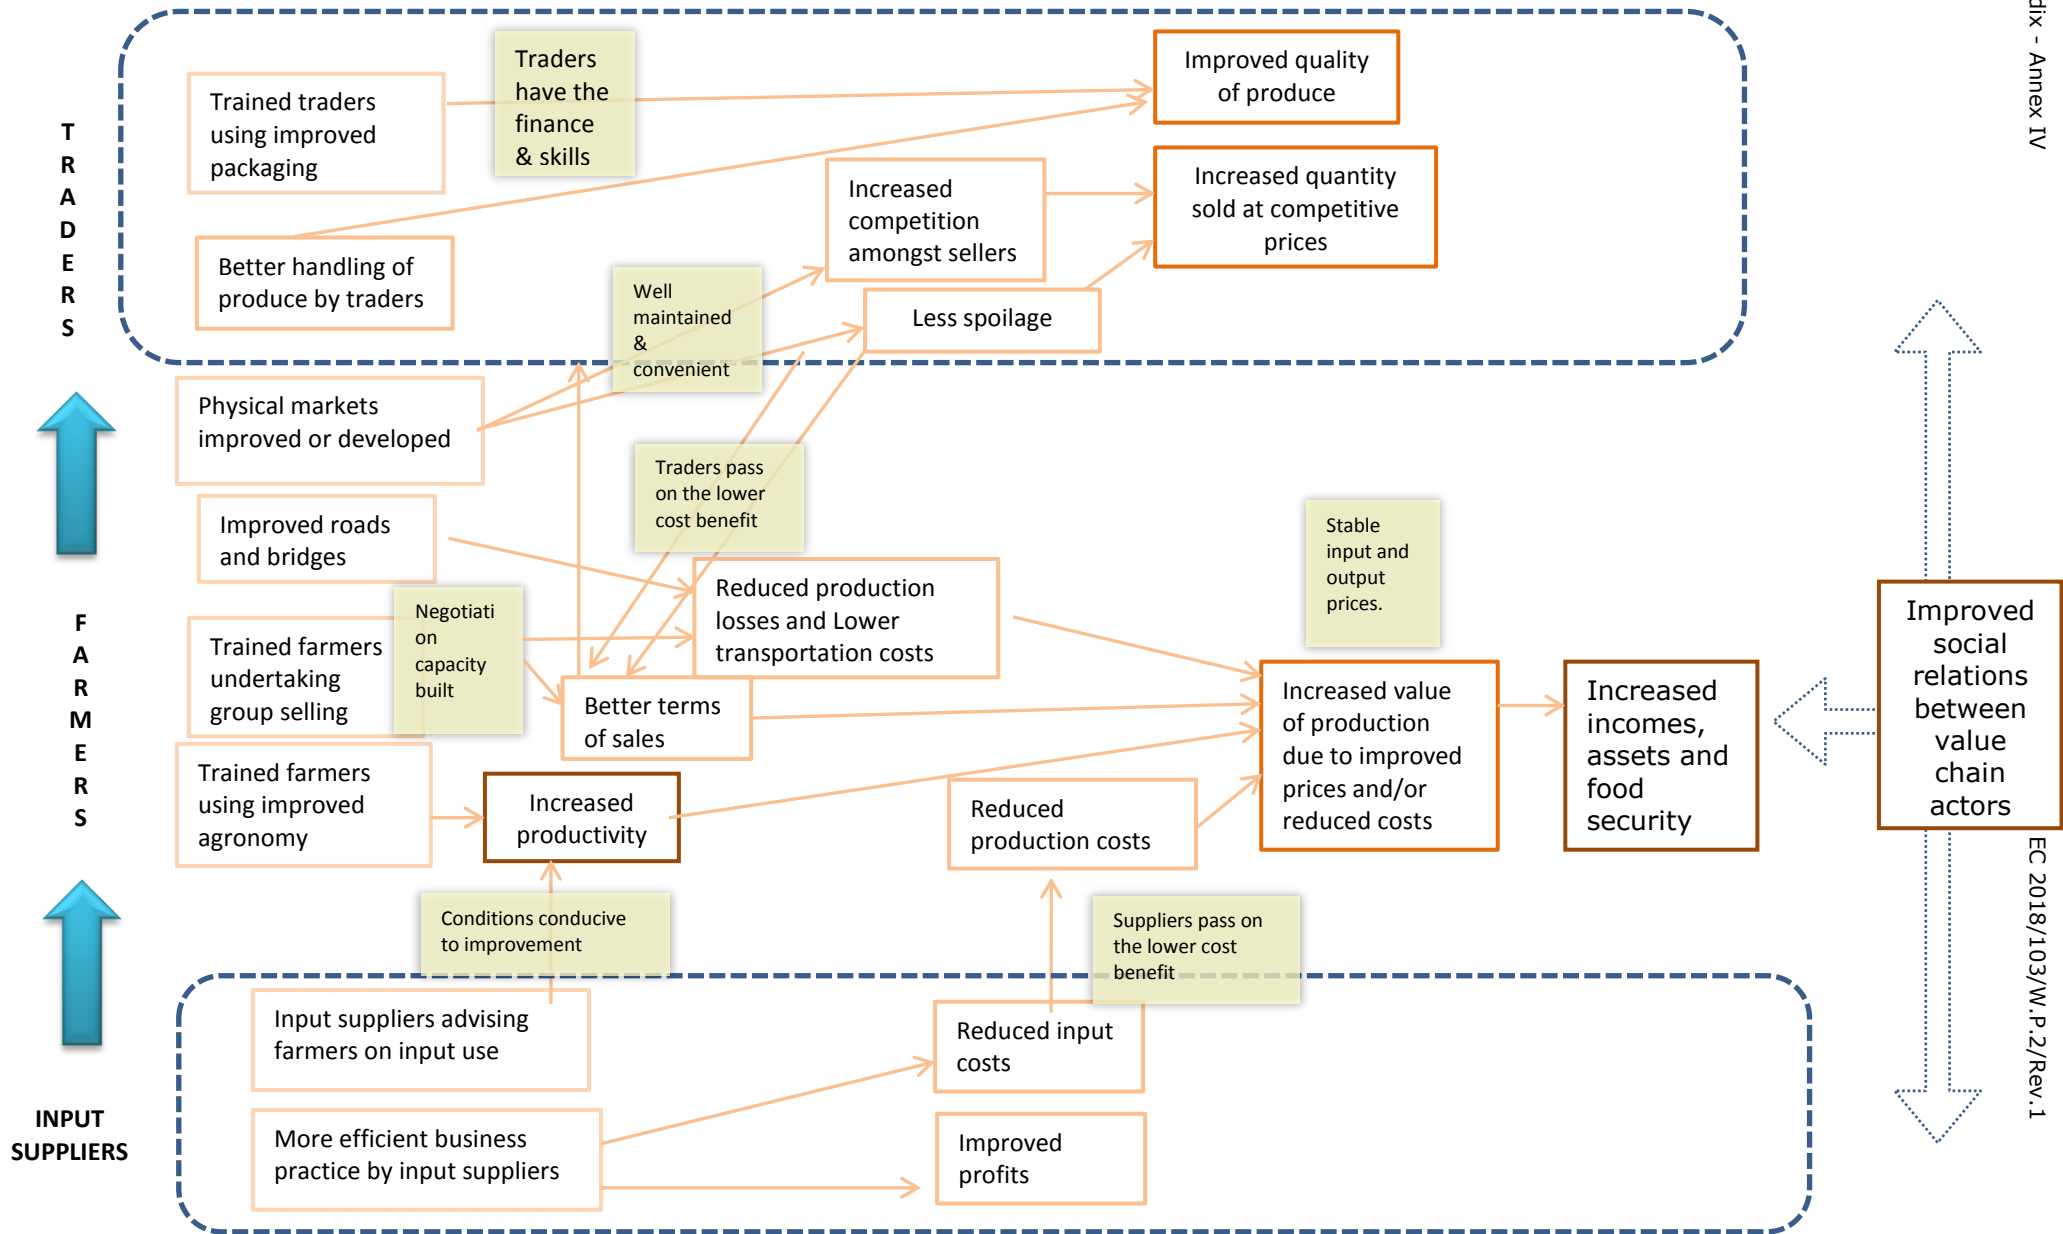 dix - Annex IV
TRADERS
Traders
have the
finance
& skills
Trained traders
using improved
packaging
Improved quality
of produce
Increased
competition
amongst sellers
Increased quantity
sold at competitive
prices
Better handling of
produce by traders
Well
maintained
&
convenient
Less spoilage
Physical markets
improved or developed
Traders pass
on the lower
cost benefit
Improved roads
and bridges
Stable
input and
output
prices.
FARMERS
Negotiati
on
capacity
built
Reduced production
losses and Lower
transportation costs
Trained farmers
undertaking
group selling
Better terms
of sales
Increased value
of production
due to improved
prices and/or
reduced costs
Increased
incomes,
assets and
food
security
Improved
social
relations
between
value
chain
actors
Trained farmers
using improved
agronomy
Increased
productivity
Reduced
production costs
Conditions conducive
to improvement
Suppliers pass on
the lower cost
benefit
Input suppliers advising
farmers on input use
Reduced input
costs
INPUT
SUPPLIERS
More efficient business
practice by input suppliers
Improved
profits
EC 2018/103/W.P.2/Rev.1